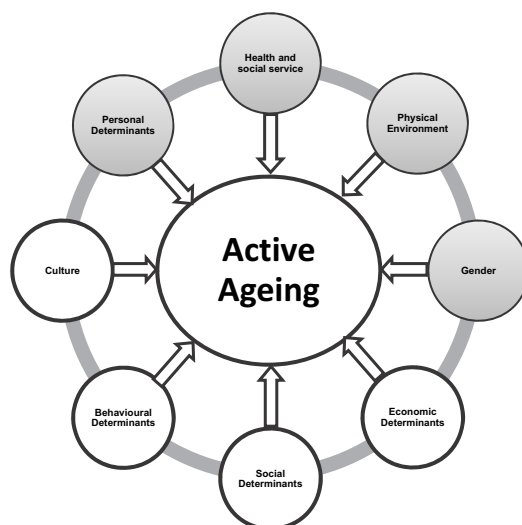 Health and
social service
Personal
Determinants
Physical
Environment
Active
Ageing
Culture
Gender
Behavioural
Determinants
Economic
Determinants
Social
Determinants